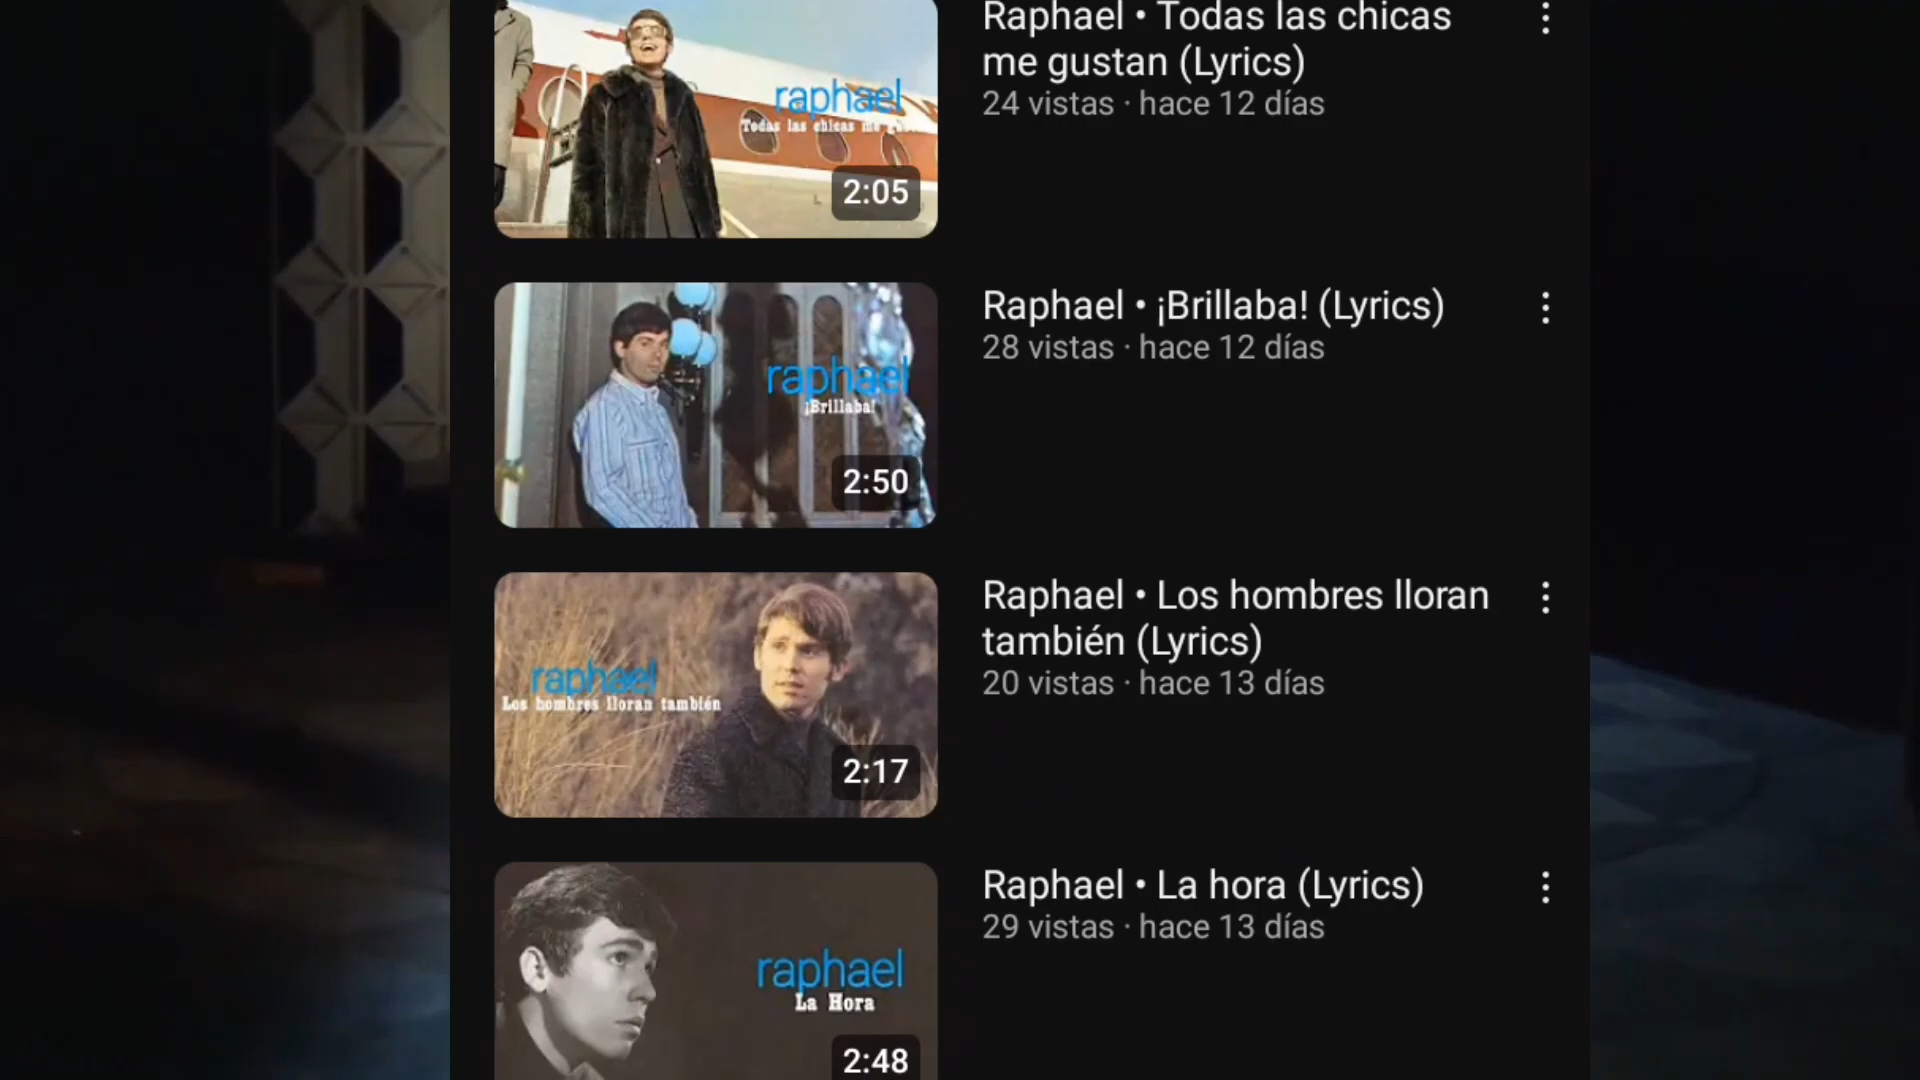 Raphael • Todas las chicas
me gustan (Lyrics)
24 vistas · hace 12 días
raphael
Todas las chicas me
2:05
Raphael • ¡Brillaba! (Lyrics)
28 vistas · hace 12 días
raphael
¡Brillaba!
2:50
Raphael • Los hombres lloran
también (Lyrics)
20 vistas · hace 13 días
raphael
Los hombres lloran también
2:17
Raphael • La hora (Lyrics)
29 vistas · hace 13 días
raphael
La Hora
2:48